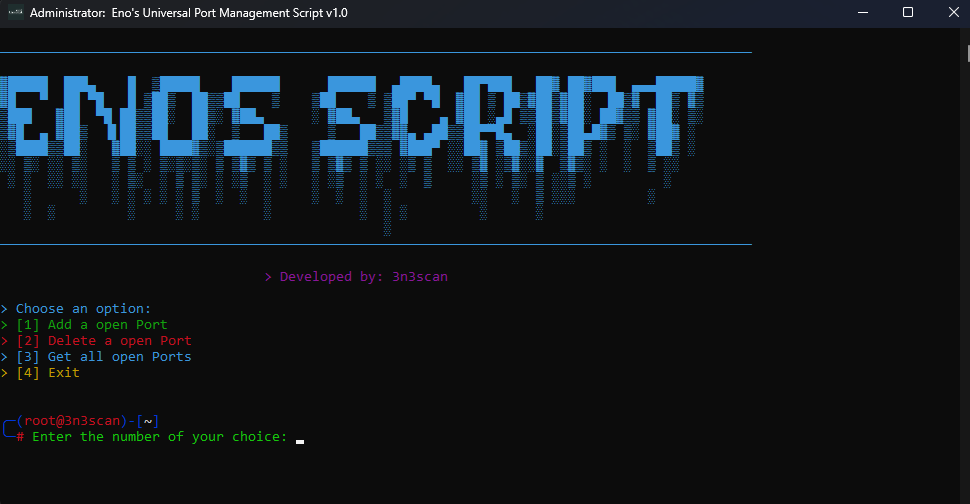 Administrator: Eno's Universal Port Management Script v1.0
ENOS SCRIPT
> Developed by: 3n3scan
> Choose an option:
> [1] Add a open Port
> [2] Delete a open Port
> [3] Get all open Ports
> [4] Exit
(root@3n3scan)-[~]
# Enter the number of your choice: